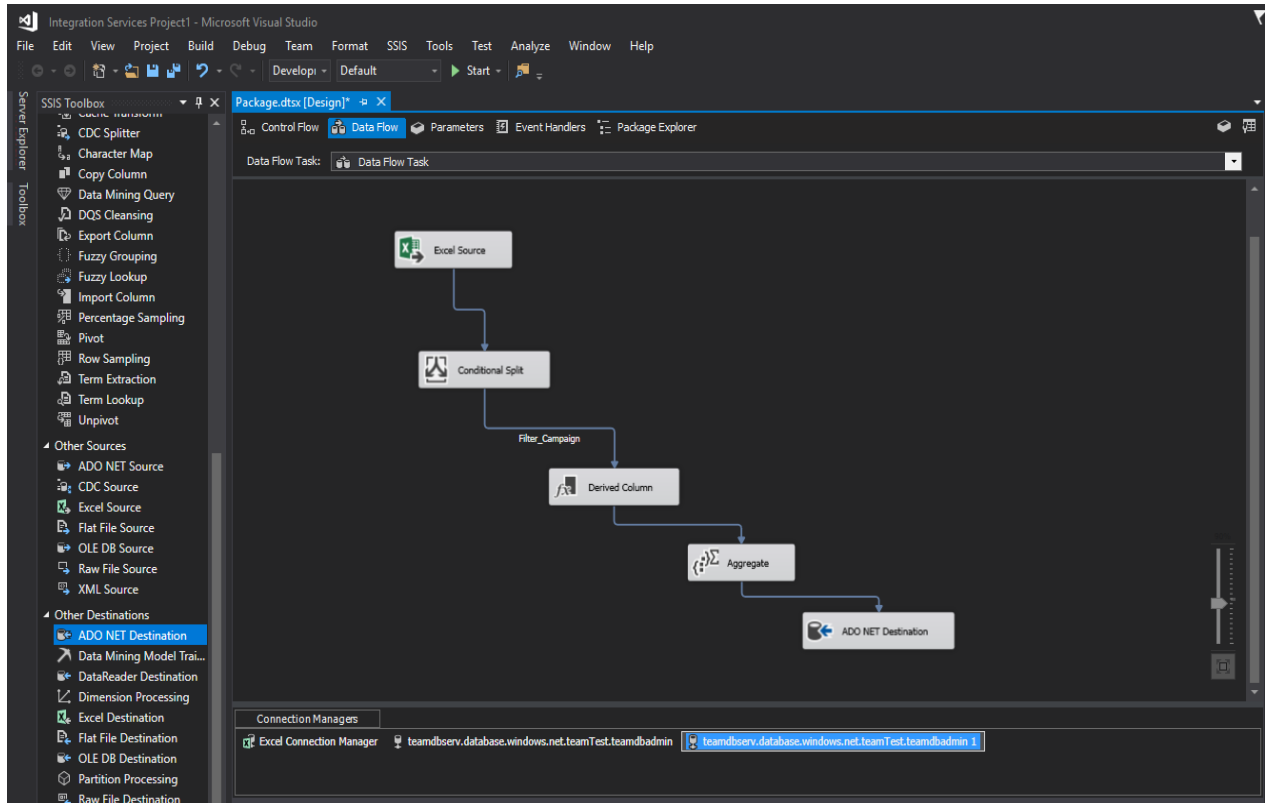 Integration Services Project1 - Microsoft Visual Studio
File Edit View Project Build Debug Team Format SSIS Tools Test Analyze Window Help
Develop Default Start
Server Explorer
Toolbox
SSIS Toolbox
Cache Transform
CDC Splitter
Character Map
Copy Column
Data Mining Query
DQS Cleansing
Export Column
Fuzzy Grouping
Fuzzy Lookup
Import Column
Percentage Sampling
Pivot
Row Sampling
Term Extraction
Term Lookup
Unpivot
Other Sources
ADO NET Source
CDC Source
Excel Source
Flat File Source
OLE DB Source
Raw File Source
XML Source
Other Destinations
ADO NET Destination
Data Mining Model Trai...
DataReader Destination
Dimension Processing
Excel Destination
Flat File Destination
OLE DB Destination
Partition Processing
Raw File Destination
Package.dtsx [Design]*
Control Flow Data Flow Parameters Event Handlers Package Explorer
Data Flow Task: Data Flow Task
Excel Source
Conditional Split
Filter_Campaign
Derived Column
Aggregate
ADO NET Destination
Connection Managers
Excel Connection Manager teamdbserv.database.windows.net.teamTest.teamdbadmin teamdbserv.database.windows.net.teamTest.teamdbadmin 1